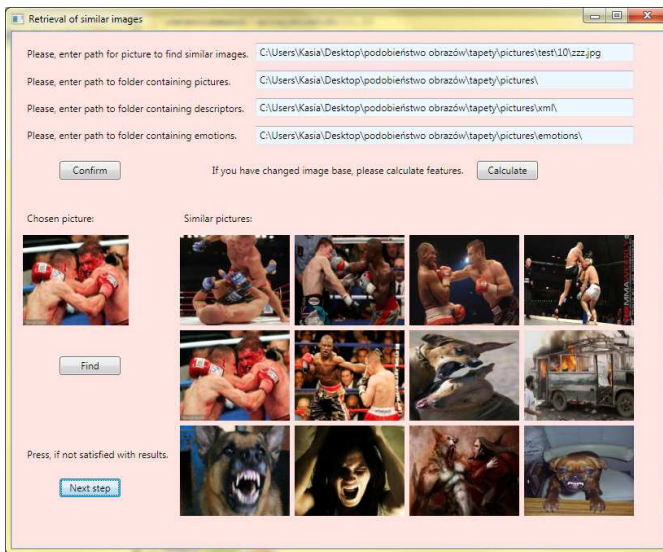 Retrieval of similar images
Please, enter path for picture to find similar images. C:\Users\Kasia\Desktop\podobieństwo obrazów\tapety\pictures\test\10\zzz.jpg
Please, enter path to folder containing pictures. C:\Users\Kasia\Desktop\podobieństwo obrazów\tapety\pictures\
Please, enter path to folder containing descriptors. C:\Users\Kasia\Desktop\podobieństwo obrazów\tapety\pictures\xml\
Please, enter path to folder containing emotions. C:\Users\Kasia\Desktop\podobieństwo obrazów\tapety\pictures\emotions\
Confirm If you have changed image base, please calculate features. Calculate
Chosen picture: Similar pictures:
Find
Press, if not satisfied with results.
Next step